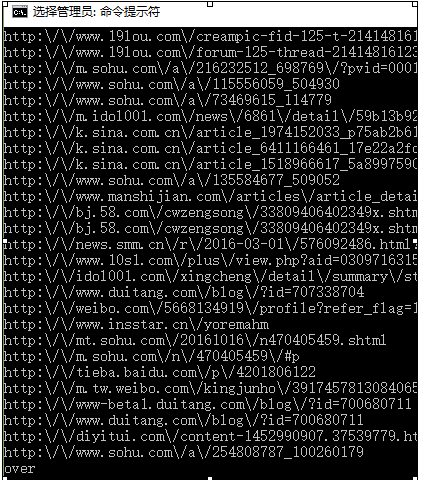 选择管理员: 命令提示符
http:\/\/www.19lou.com\/creampic-fid-125-t-214148161
http:\/\/www.19lou.com\/forum-125-thread-21414816123
http:\/\/m.sohu.com\/a\/216232512_698769\/?pvid=0001
http:\/\/www.sohu.com\/a\/115556059_504930
http:\/\/www.sohu.com\/a\/73469615_114779
http:\/\/m.idol001.com\/news\/6861\/detail\/59b13b92
http:\/\/k.sina.com.cn\/article_1974152033_p75ab2b61
http:\/\/k.sina.com.cn\/article_6411166461_17e22a2fd
http:\/\/k.sina.com.cn\/article_1518966617_5a8997590
http:\/\/www.sohu.com\/a\/135584677_509052
http:\/\/www.manshijian.com\/articles\/article_detai
http:\/\/bj.58.com\/cwzengsong\/33809406402349x.shtm
http:\/\/bj.58.com\/cwzengsong\/33809406402349x.shtm
http:\/\/news.smm.cn\/r\/2016-03-01\/576092486.html
http:\/\/www.10s1.com\/plus\/view.php?aid=0309716315
http:\/\/idol001.com\/xingcheng\/detail\/summary\/st
http:\/\/www.duitang.com\/blog\/?id=707338704
http:\/\/weibo.com\/5668134919\/profile?refer_flag=1
http:\/\/www.insstar.cn\/yoremahm
http:\/\/mt.sohu.com\/20161016\/n470405459.shtml
http:\/\/m.sohu.com\/n\/470405459\/#p
http:\/\/tieba.baidu.com\/p\/4201806122
http:\/\/m.tw.weibo.com\/kingjunho\/3917457813084065
http:\/\/www-beta1.duitang.com\/blog\/?id=700680711
http:\/\/www.duitang.com\/blog\/?id=700680711
http:\/\/diyitui.com\/content-1452990907.37539779.ht
http:\/\/www.sohu.com\/a\/254808787_100260179
over